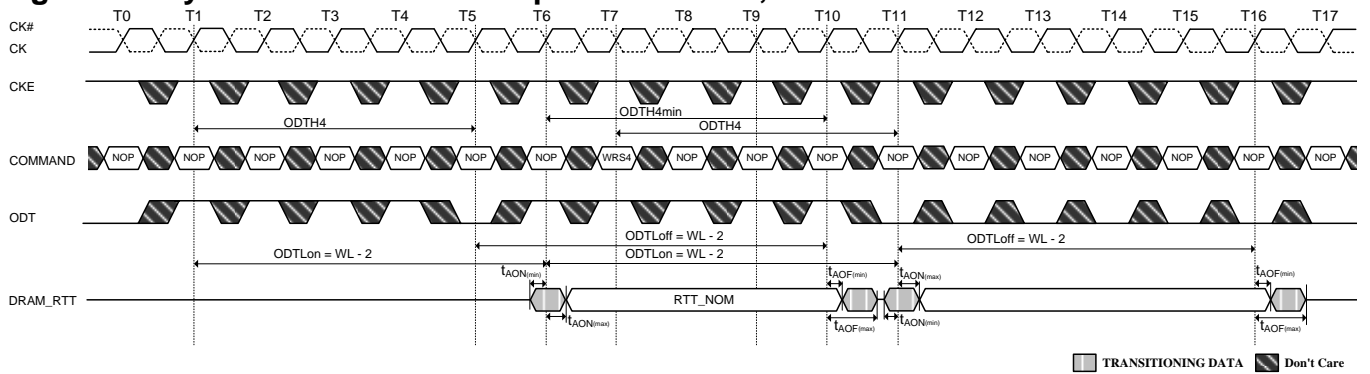 T0 T1 T2 T3 T4 T5 T6 T7 T8 T9 T10 T11 T12 T13 T14 T15 T16 T17
CK#
CK
CKE
ODTH4min
ODTH4 ODTH4
COMMAND NOP NOP NOP NOP NOP NOP NOP WRS4 NOP NOP NOP NOP NOP NOP NOP NOP NOP NOP
ODT
ODTLoff = WL - 2 ODTLoff = WL - 2
ODTLon = WL - 2 ODTLon = WL - 2
tAON(min) tAOF(min) tAON(max) tAOF(min)
DRAM_RTT RTT_NOM
tAON(max) tAOF(max) tAON(min) tAOF(max)
TRANSITIONING DATA Don't Care